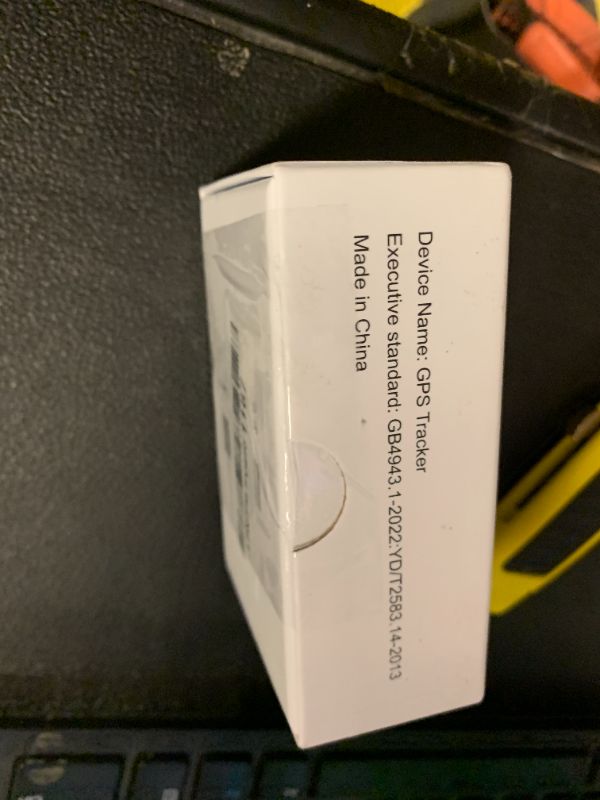 Device Name: GPS Tracker
Executive standard: GB4943.1-2022:YD/T2583.14-2013
Made in China